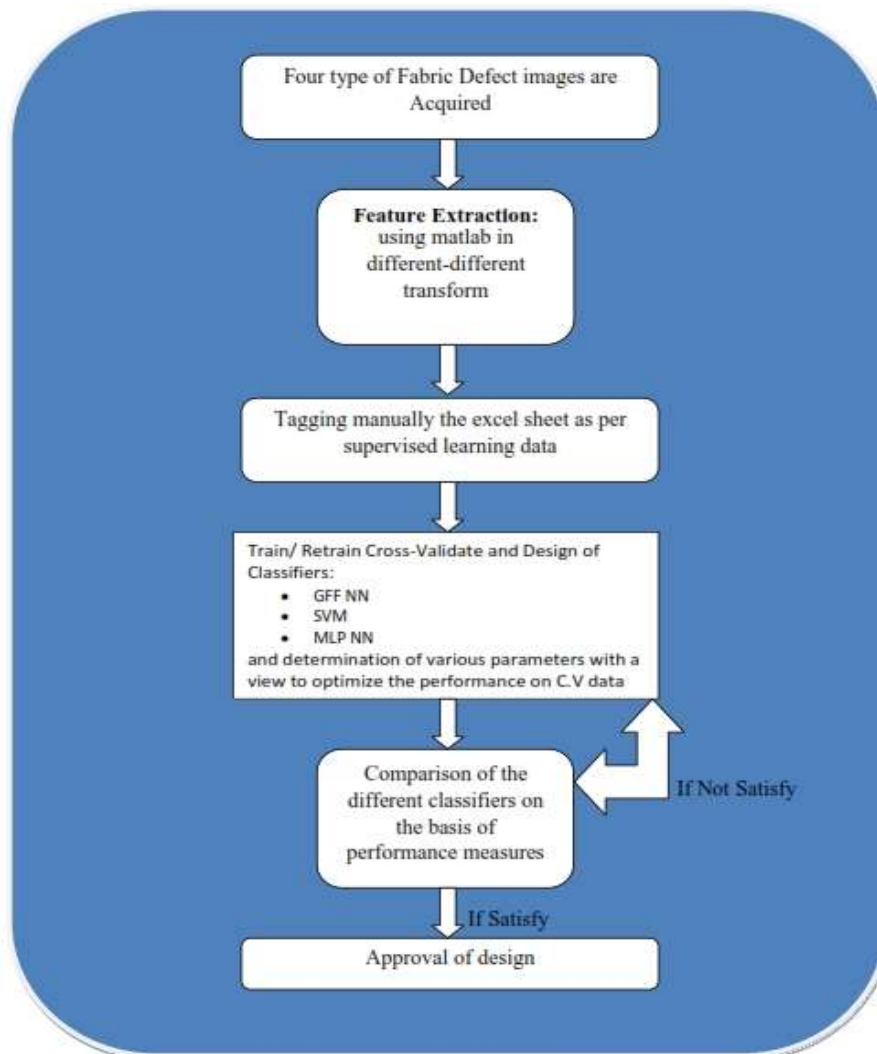 Four type of Fabric Defect images are
Acquired
Feature Extraction:
using matlab in
different-different
transform
Tagging manually the excel sheet as per
supervised learning data
Train/ Retrain Cross-Validate and Design of
Classifiers:
• GFF NN
• SVM
• MLP NN
and determination of various parameters with a
view to optimize the performance on C.V data
Comparison of the
different classifiers on
the basis of
performance measures
If Not Satisfy
If Satisfy
Approval of design